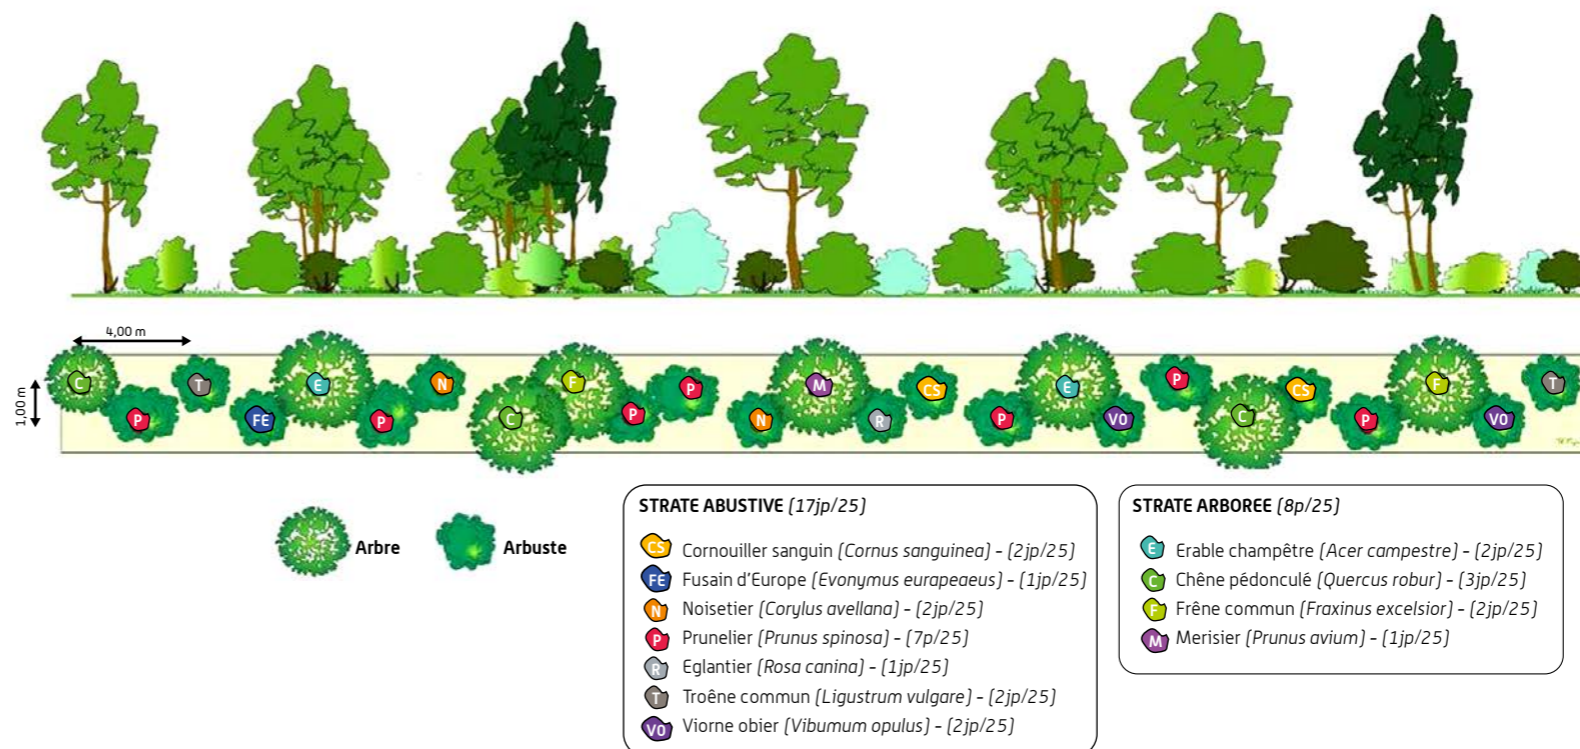 4,00 m
1,00 m
C T E N F P M CS E P CS F T
P FE P C P N R P VO C P VO
Arbre
Arbuste
STRATE ABUSTIVE (17jp/25)
CS Cornouiller sanguin (Cornus sanguinea) - (2jp/25)
FE Fusain d'Europe (Evonymus eurapeaeus) - (1jp/25)
N Noisetier (Corylus avellana) - (2jp/25)
P Prunelier (Prunus spinosa) - (7p/25)
R Eglantier (Rosa canina) - (1jp/25)
T Troène commun (Ligustrum vulgare) - (2jp/25)
VO Viorne obier (Vibumum opulus) - (2jp/25)
STRATE ARBOREE (8p/25)
E Erable champêtre (Acer campestre) - (2jp/25)
C Chêne pédonculé (Quercus robur) - (3jp/25)
F Frêne commun (Fraxinus excelsior) - (2jp/25)
M Merisier (Prunus avium) - (1jp/25)